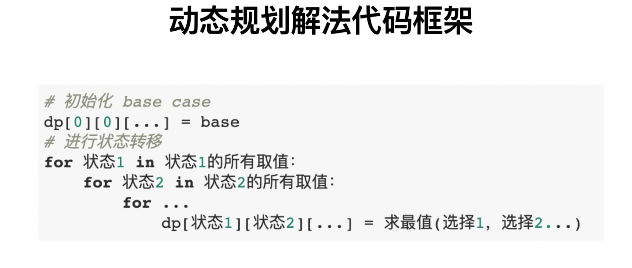 动态规划解法代码框架
# 初始化 base case
dp[0][0][...] = base
# 进行状态转移
for 状态1 in 状态1的所有取值：
    for 状态2 in 状态2的所有取值：
        for ...
            dp[状态1][状态2][...] = 求最值(选择1，选择2...)